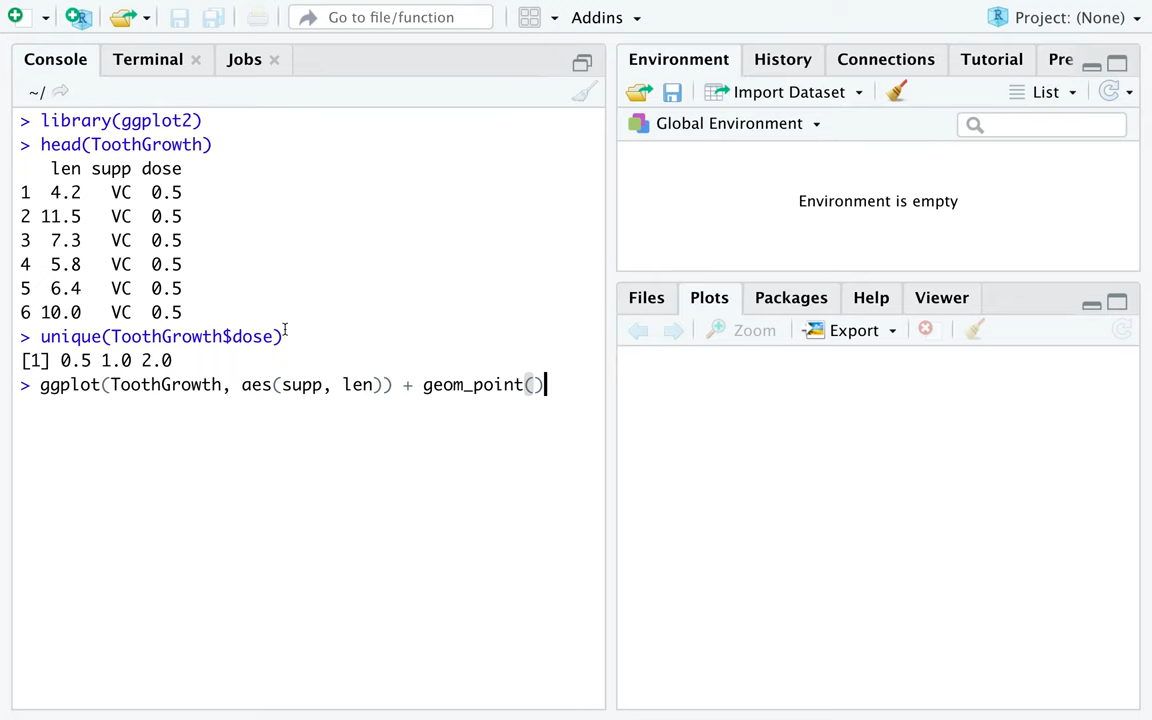 Go to file/function
Addins
Project: (None)
Console
Terminal
Jobs
~/
> library(ggplot2)
> head(ToothGrowth)
len supp dose
1 4.2 VC 0.5
2 11.5 VC 0.5
3 7.3 VC 0.5
4 5.8 VC 0.5
5 6.4 VC 0.5
6 10.0 VC 0.5
> unique(ToothGrowth$dose)
[1] 0.5 1.0 2.0
> ggplot(ToothGrowth, aes(supp, len)) + geom_point()
Environment
History
Connections
Tutorial
Pre
Import Dataset
List
Global Environment
Environment is empty
Files
Plots
Packages
Help
Viewer
Zoom
Export